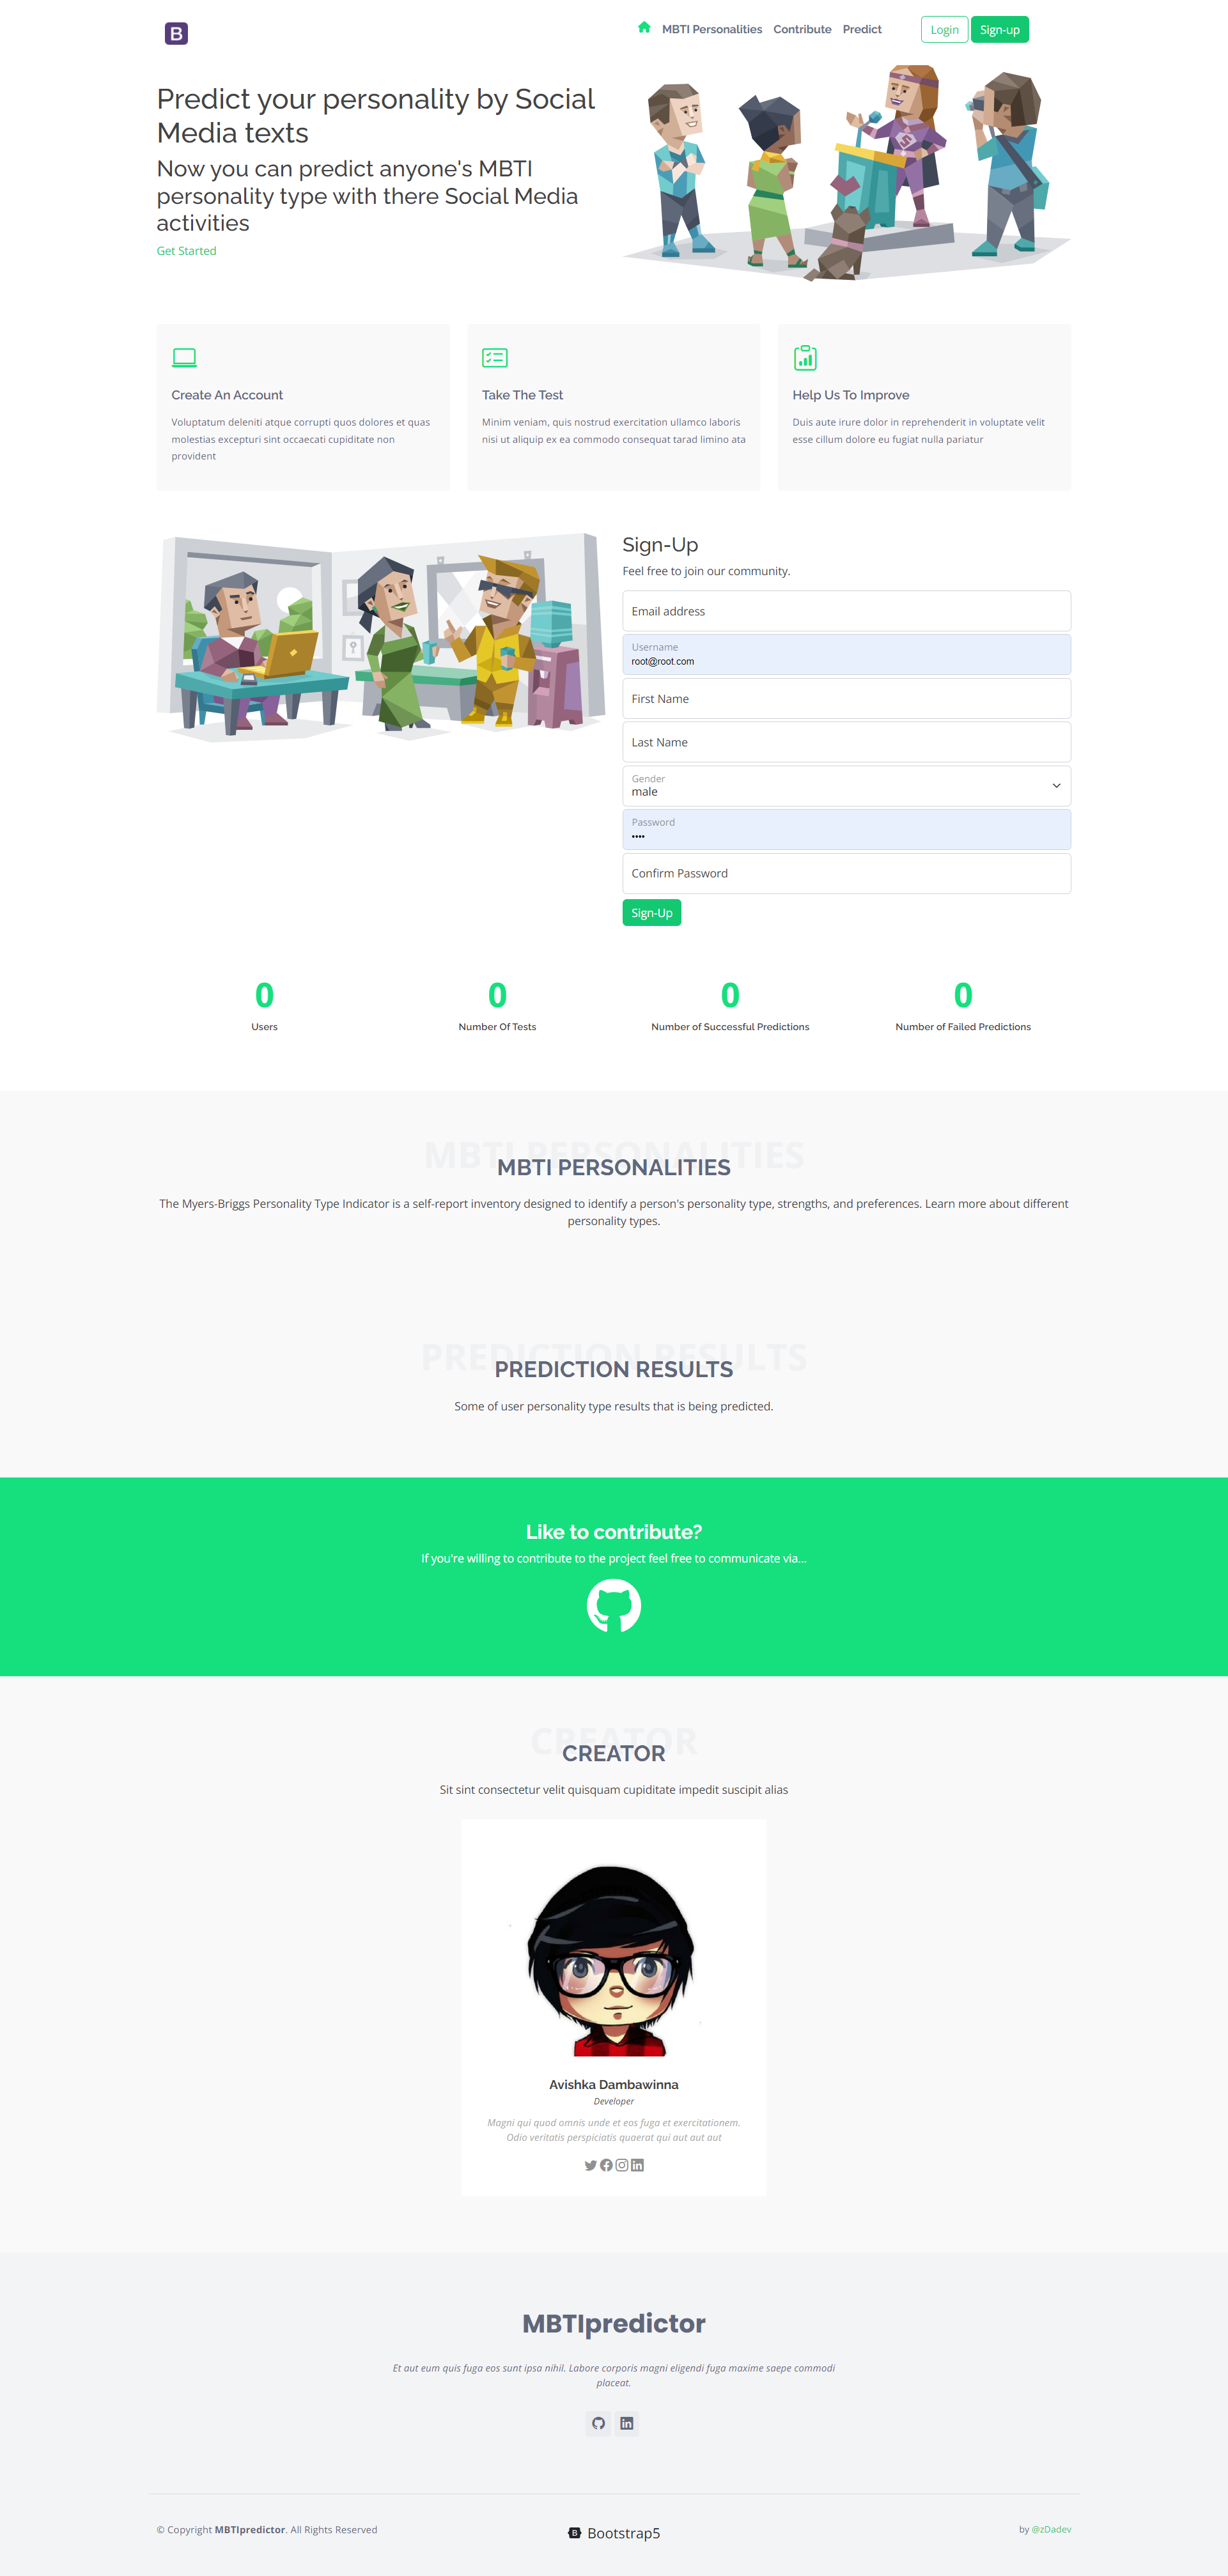 B
MBTI Personalities Contribute Predict Login Sign-up
Predict your personality by Social
Media texts
Now you can predict anyone's MBTI
personality type with there Social Media
activities
Get Started
Create An Account
Voluptatum deleniti atque corrupti quos dolores et quas
molestias excepturi sint occaecati cupiditate non
provident
Take The Test
Minim veniam, quis nostrud exercitation ullamco laboris
nisi ut aliquip ex ea commodo consequat tarad limino ata
Help Us To Improve
Duis aute irure dolor in reprehenderit in voluptate velit
esse cillum dolore eu fugiat nulla pariatur
Sign-Up
Feel free to join our community.
Email address
Username
root@root.com
First Name
Last Name
Gender
male
Password
••••
Confirm Password
Sign-Up
0 0 0 0
Users Number Of Tests Number of Successful Predictions Number of Failed Predictions
MBTI PERSONALITIES
MBTI PERSONALITIES
The Myers-Briggs Personality Type Indicator is a self-report inventory designed to identify a person's personality type, strengths, and preferences. Learn more about different
personality types.
PREDICTION RESULTS
PREDICTION RESULTS
Some of user personality type results that is being predicted.
Like to contribute?
If you're willing to contribute to the project feel free to communicate via...
CREATOR
CREATOR
Sit sint consectetur velit quisquam cupiditate impedit suscipit alias
Avishka Dambawinna
Developer
Magni qui quod omnis unde et eos fuga et exercitationem.
Odio veritatis perspiciatis quaerat qui aut aut aut
MBTIpredictor
Et aut eum quis fuga eos sunt ipsa nihil. Labore corporis magni eligendi fuga maxime saepe commodi
placeat.
© Copyright MBTIpredictor. All Rights Reserved
B Bootstrap5
by @zDadev